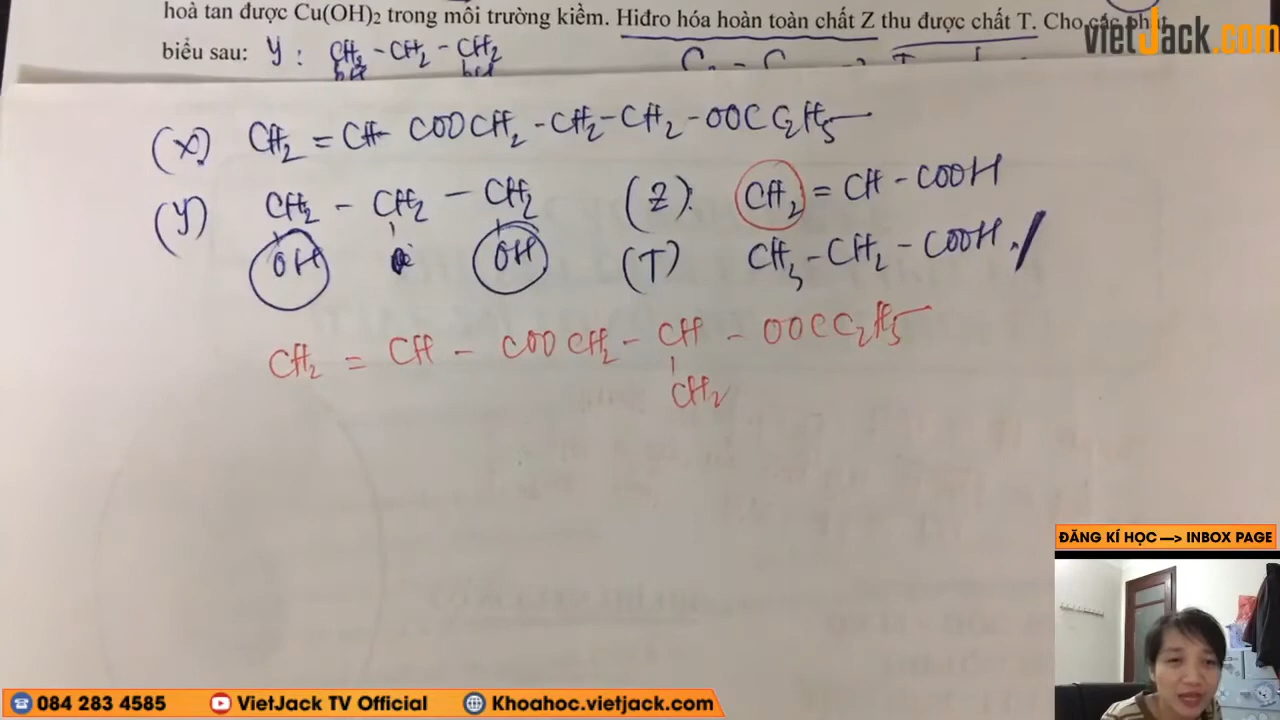 hoà tan được Cu(OH)₂ trong môi trường kiềm. Hiđro hóa hoàn toàn chất Z thu được chất T. Cho các phát
vietJack.com
biểu sau: Y : CH₂ - CH₂ - CH₂
(X) CH₂ = CH - COOCH₂ - CH₂ - CH₂ - OOCC₂H₅
(Y) CH₂ - CH₂ - CH₂ (Z): CH₂ = CH - COOH
OH OH (T) CH₃ - CH₂ - COOH
CH₂ = CH - COOCH₂ - CH - OOCC₂H₅
CH₂
ĐĂNG KÍ HỌC —> INBOX PAGE
084 283 4585 VietJack TV Official Khoahoc.vietjack.com